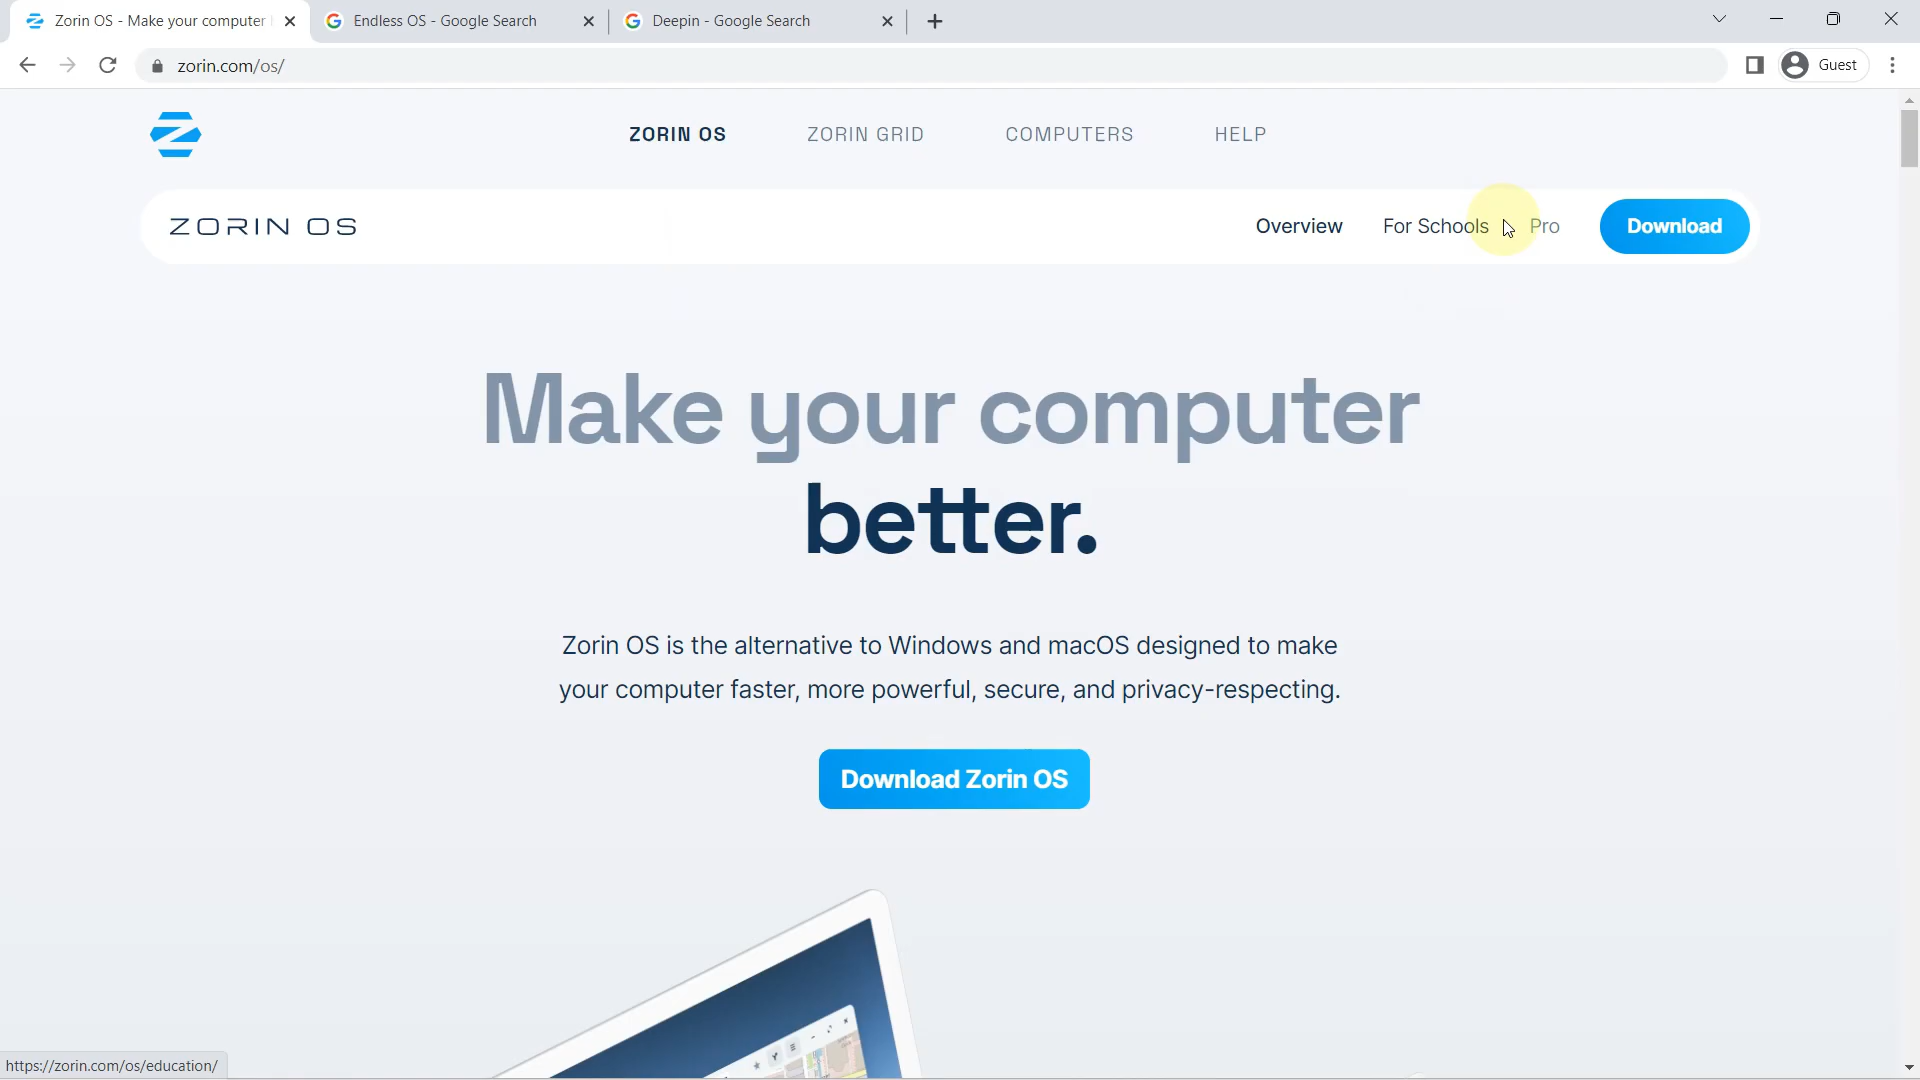 Zorin OS - Make your computer
Endless OS - Google Search
Deepin - Google Search
zorin.com/os/
Guest
ZORIN OS
ZORIN GRID
COMPUTERS
HELP
ZORIN OS
Overview
For Schools
Pro
Download
Make your computer
better.
Zorin OS is the alternative to Windows and macOS designed to make
your computer faster, more powerful, secure, and privacy-respecting.
Download Zorin OS
https://zorin.com/os/education/